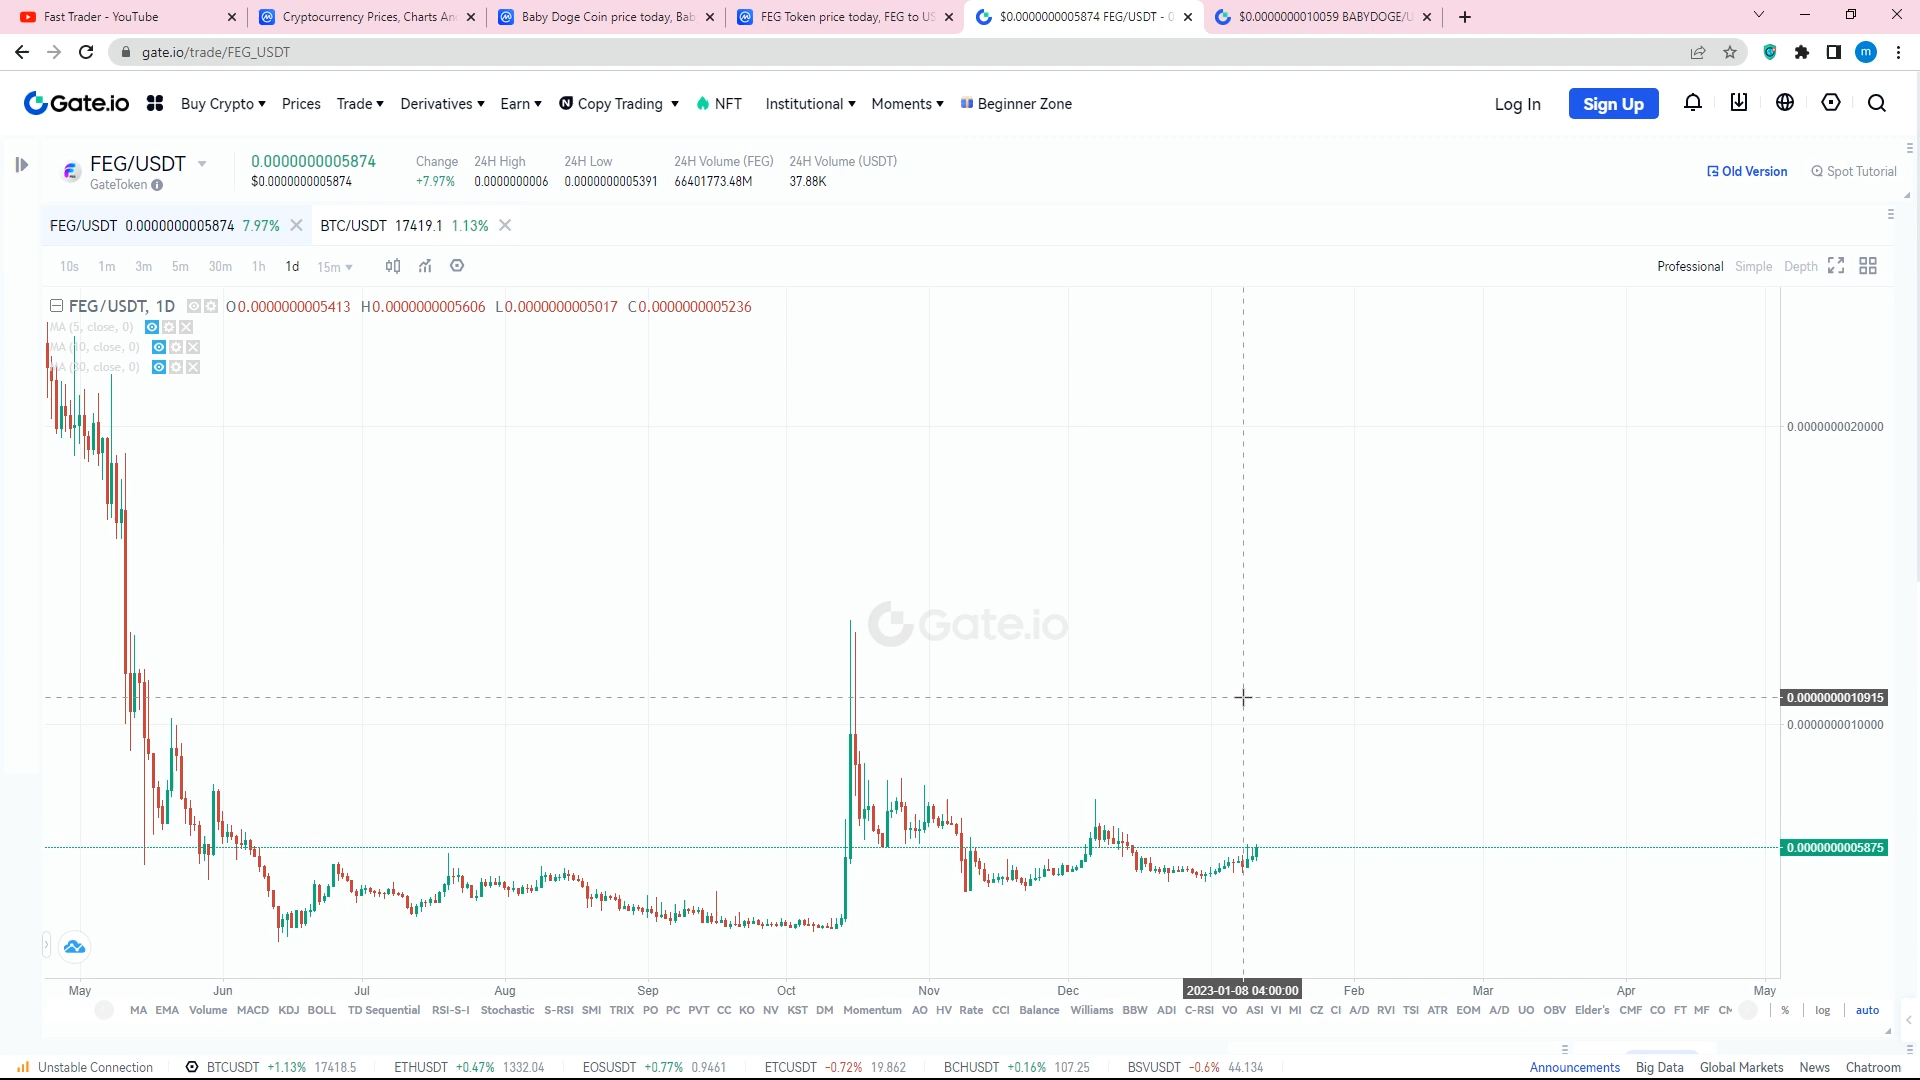 Fast Trader - YouTube
Cryptocurrency Prices, Charts An
Baby Doge Coin price today, Bab
FEG Token price today, FEG to US
$0.0000000005874 FEG/USDT - 
$0.0000000010059 BABYDOGE/U
gate.io/trade/FEG_USDT
m
Gate.io
Buy Crypto
Prices
Trade
Derivatives
Earn
Copy Trading
NFT
Institutional
Moments
Beginner Zone
Log In
Sign Up
FEG/USDT
GateToken
0.0000000005874
$0.0000000005874
Change
+7.97%
24H High
0.0000000006
24H Low
0.0000000005391
24H Volume (FEG)
66401773.48M
24H Volume (USDT)
37.88K
Old Version
Spot Tutorial
FEG/USDT 0.0000000005874 7.97%
BTC/USDT 17419.1 1.13%
10s 1m 3m 5m 30m 1h 1d 15m
Professional Simple Depth
FEG/USDT, 1D O0.0000000005413 H0.0000000005606 L0.0000000005017 C0.0000000005236
MA (5, close, 0)
MA (10, close, 0)
MA (30, close, 0)
0.0000000020000
Gate.io
0.0000000010915
0.0000000010000
0.0000000005875
May Jun Jul Aug Sep Oct Nov Dec 2023-01-08 04:00:00 Feb Mar Apr May
MA EMA Volume MACD KDJ BOLL TD Sequential RSI-S-I Stochastic S-RSI SMI TRIX PO PC PVT CC KO NV KST DM Momentum AO HV Rate CCI Balance Williams BBW ADI C-RSI VO ASI VI MI CZ CI A/D RVI TSI ATR EOM A/D UO OBV Elder's CMF CO FT MF % log auto
Unstable Connection
BTCUSDT +1.13% 17418.5
ETHUSDT +0.47% 1332.04
EOSUSDT +0.77% 0.9461
ETCUSDT -0.72% 19.862
BCHUSDT +0.16% 107.25
BSVUSDT -0.6% 44.134
Announcements
Big Data
Global Markets
News
Chatroom